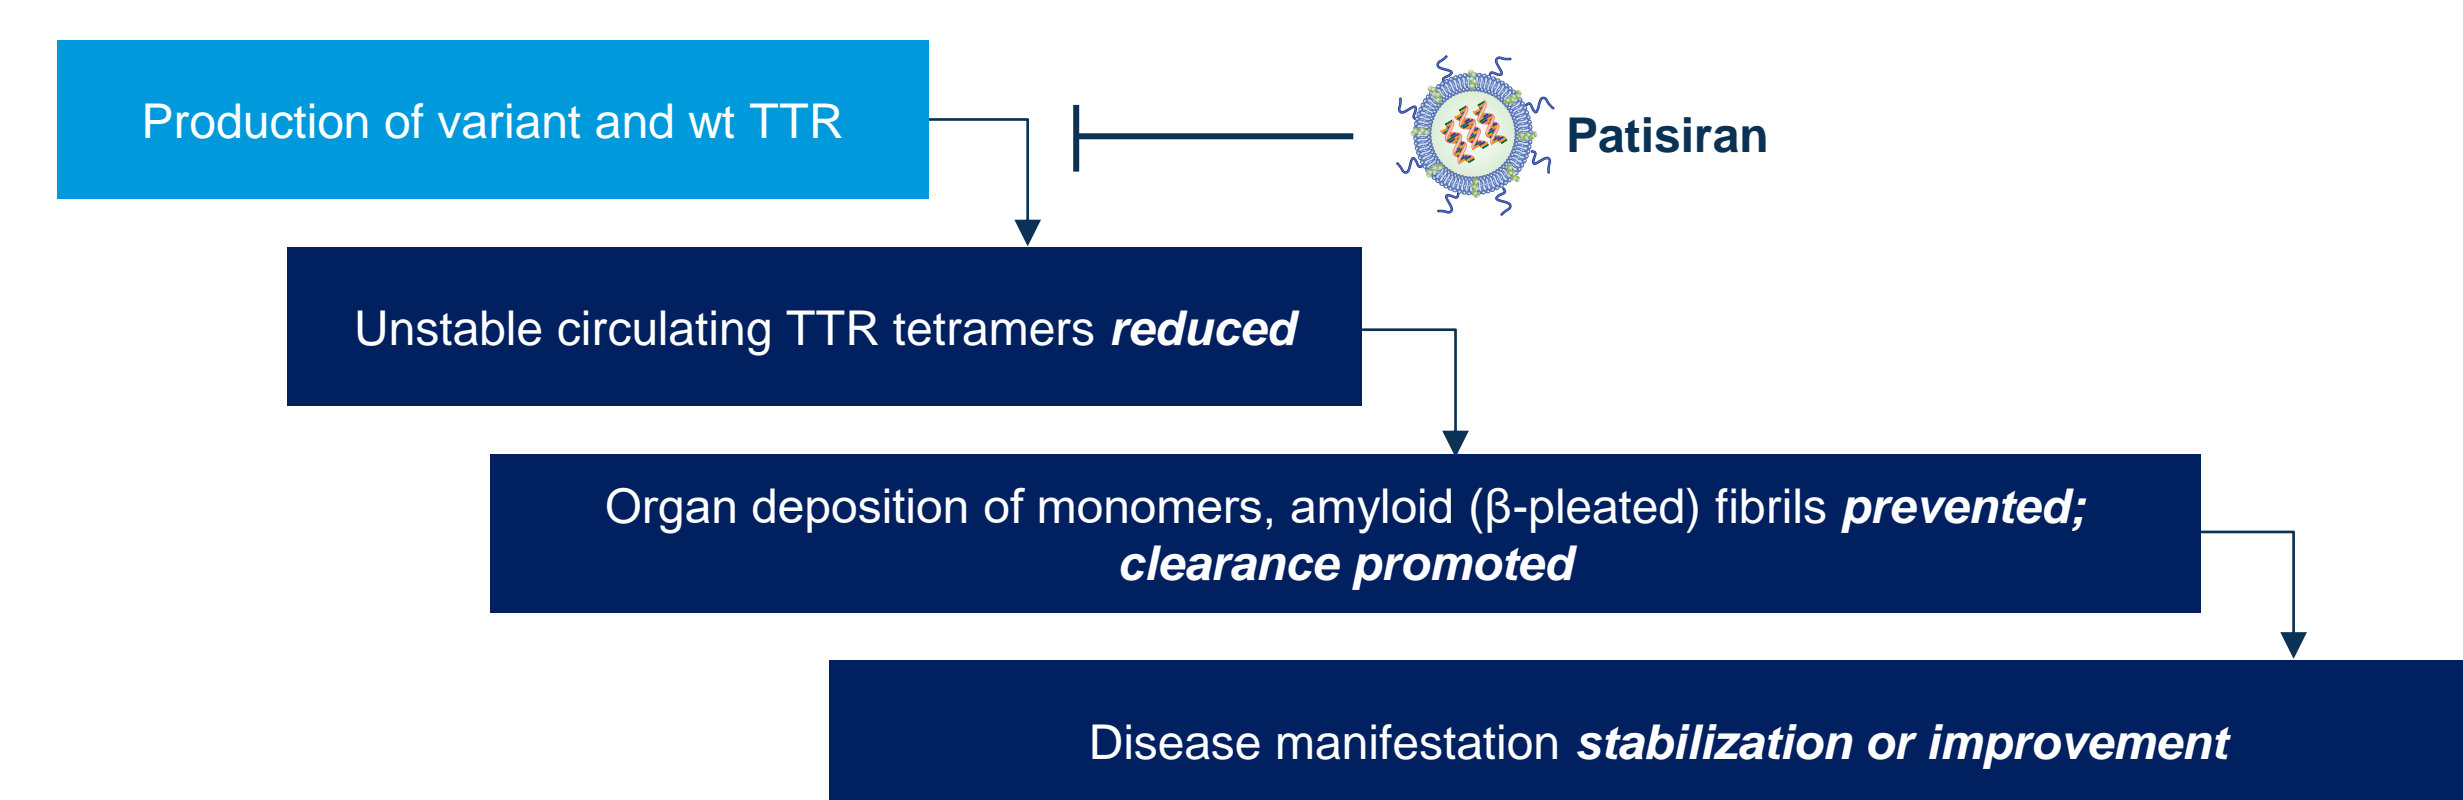 Production of variant and wt TTR
Patisiran
Unstable circulating TTR tetramers reduced
Organ deposition of monomers, amyloid (β-pleated) fibrils prevented;
clearance promoted
Disease manifestation stabilization or improvement